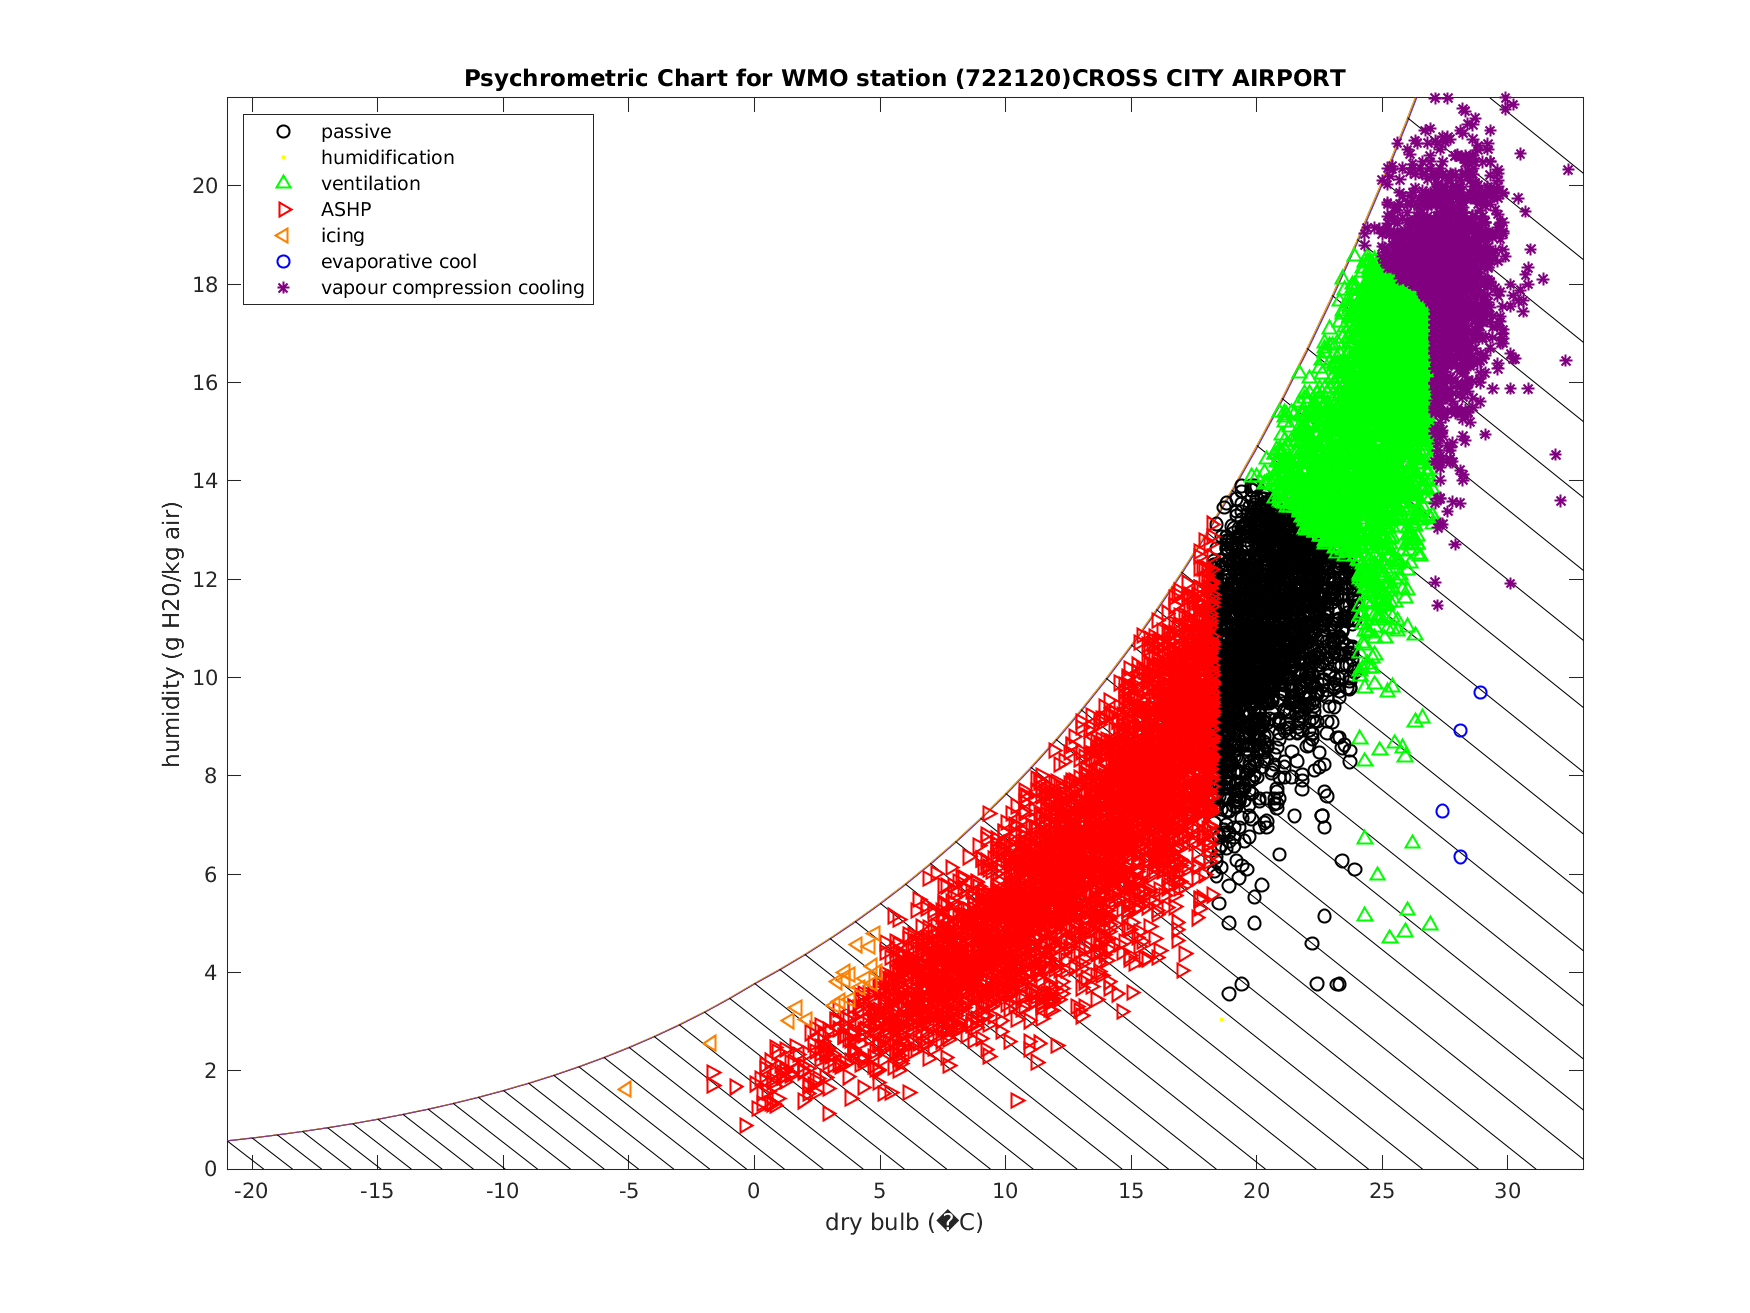 Psychrometric Chart for WMO station (722120)CROSS CITY AIRPORT
passive
humidification
ventilation
ASHP
icing
evaporative cool
vapour compression cooling
humidity (g H20/kg air)
20
18
16
14
12
10
8
6
4
2
0
-20 -15 -10 -5 0 5 10 15 20 25 30
dry bulb (�C)